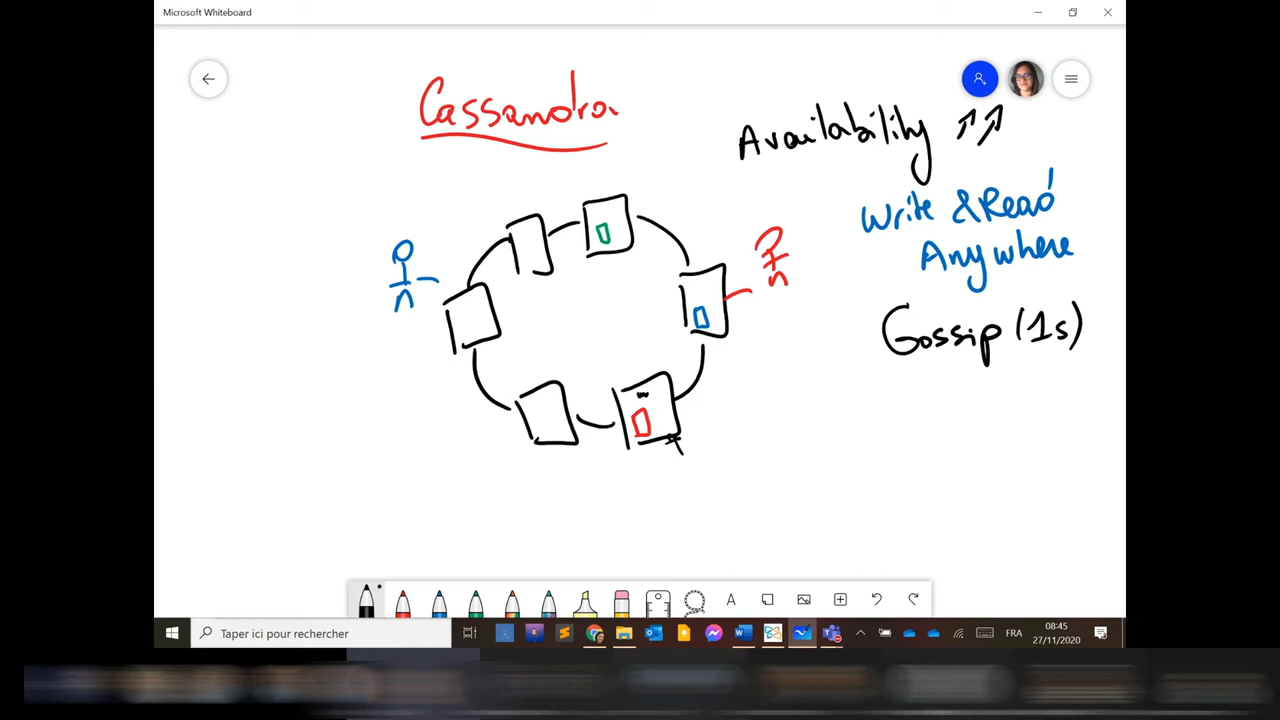 Microsoft Whiteboard
Cassandra
Availability
Write & Read
Anywhere
Gossip (1s)
A
Taper ici pour rechercher
FRA
08:45
27/11/2020